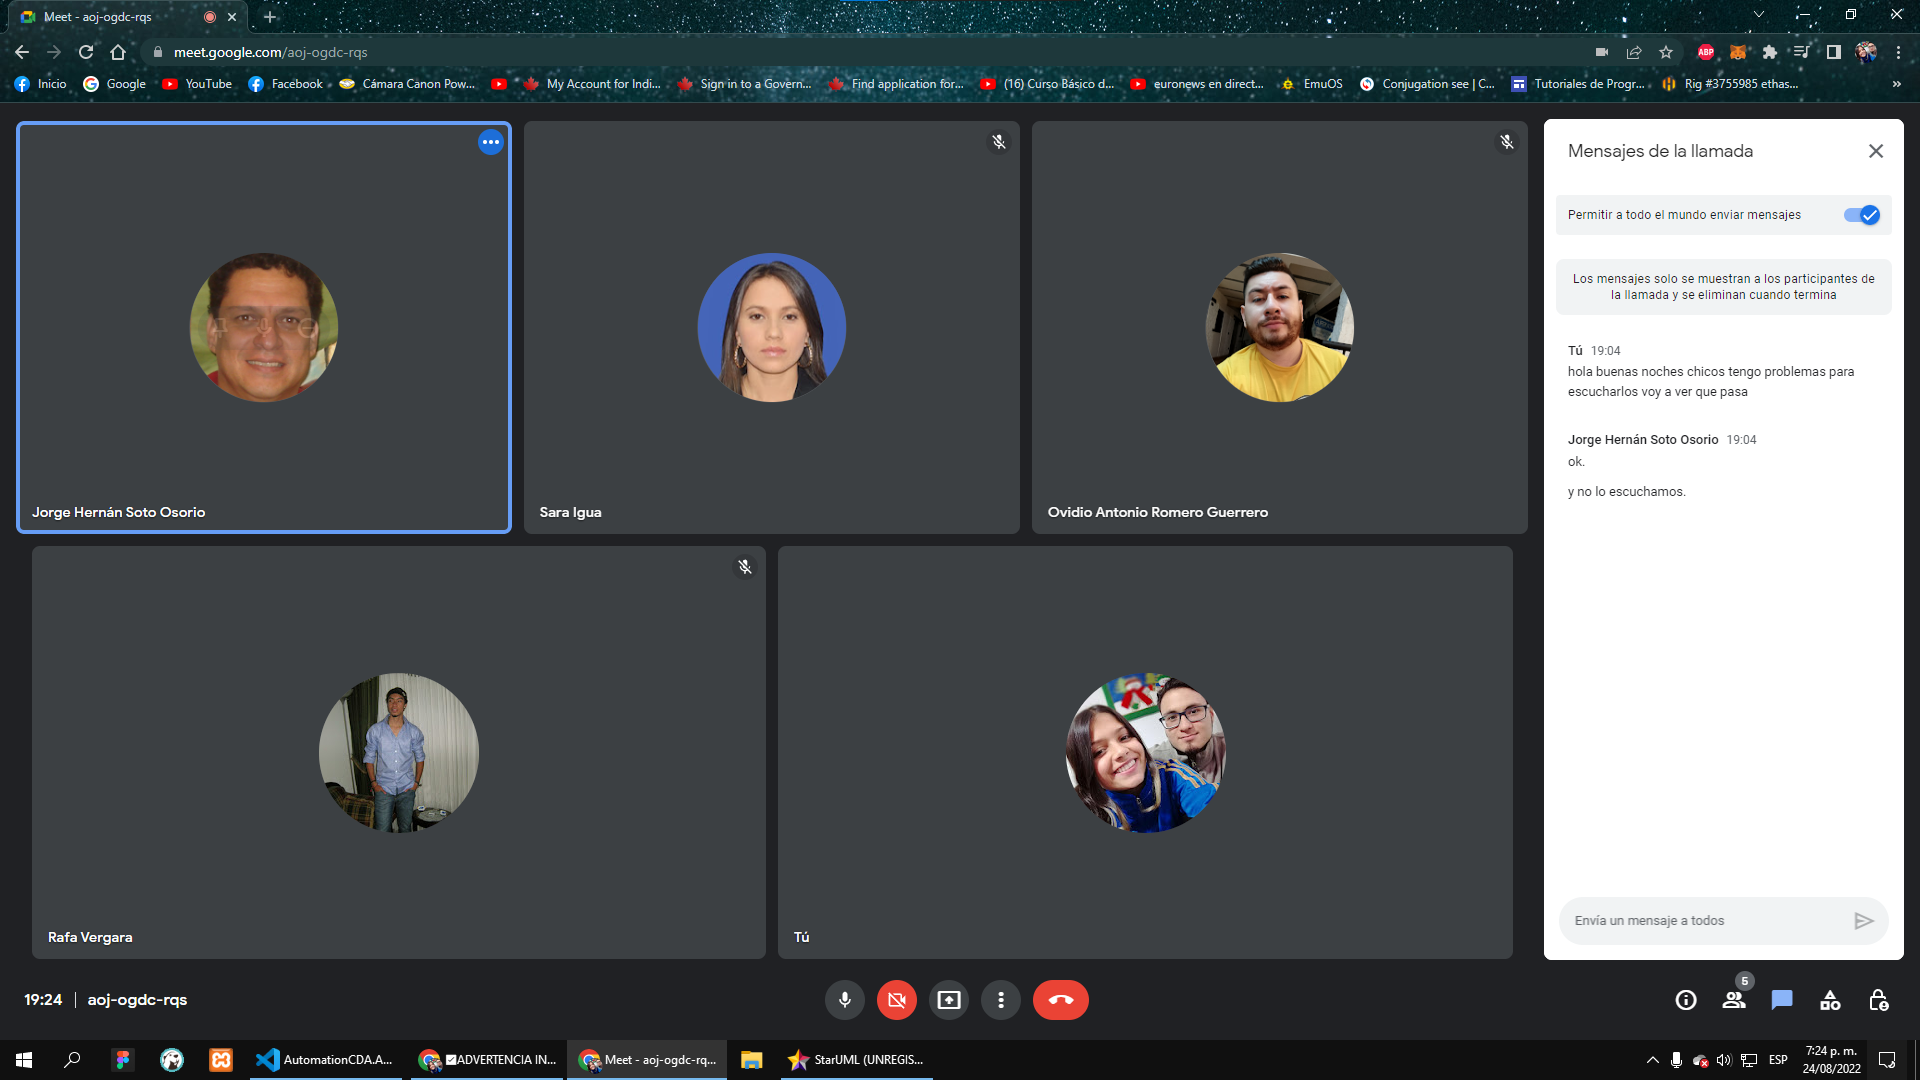 Meet - aoj-ogdc-rqs
meet.google.com/aoj-ogdc-rqs
ABP
Inicio
Google
YouTube
Facebook
Cámara Canon Pow...
My Account for Indi...
Sign in to a Govern...
Find application for...
(16) Curso Básico d...
euronews en direct...
EmuOS
Conjugation see | C...
Tutoriales de Progr...
Rig #3755985 ethas...
»
Jorge Hernán Soto Osorio
Sara Igua
Ovidio Antonio Romero Guerrero
Rafa Vergara
Tú
Mensajes de la llamada
Permitir a todo el mundo enviar mensajes
Los mensajes solo se muestran a los participantes de
la llamada y se eliminan cuando termina
Tú 19:04
hola buenas noches chicos tengo problemas para
escucharlos voy a ver que pasa
Jorge Hernán Soto Osorio 19:04
ok.
y no lo escuchamos.
Envía un mensaje a todos
19:24 | aoj-ogdc-rqs
5
AutomationCDA.A...
ADVERTENCIA IN...
Meet - aoj-ogdc-rq...
StarUML (UNREGIS...
ESP
7:24 p. m.
24/08/2022